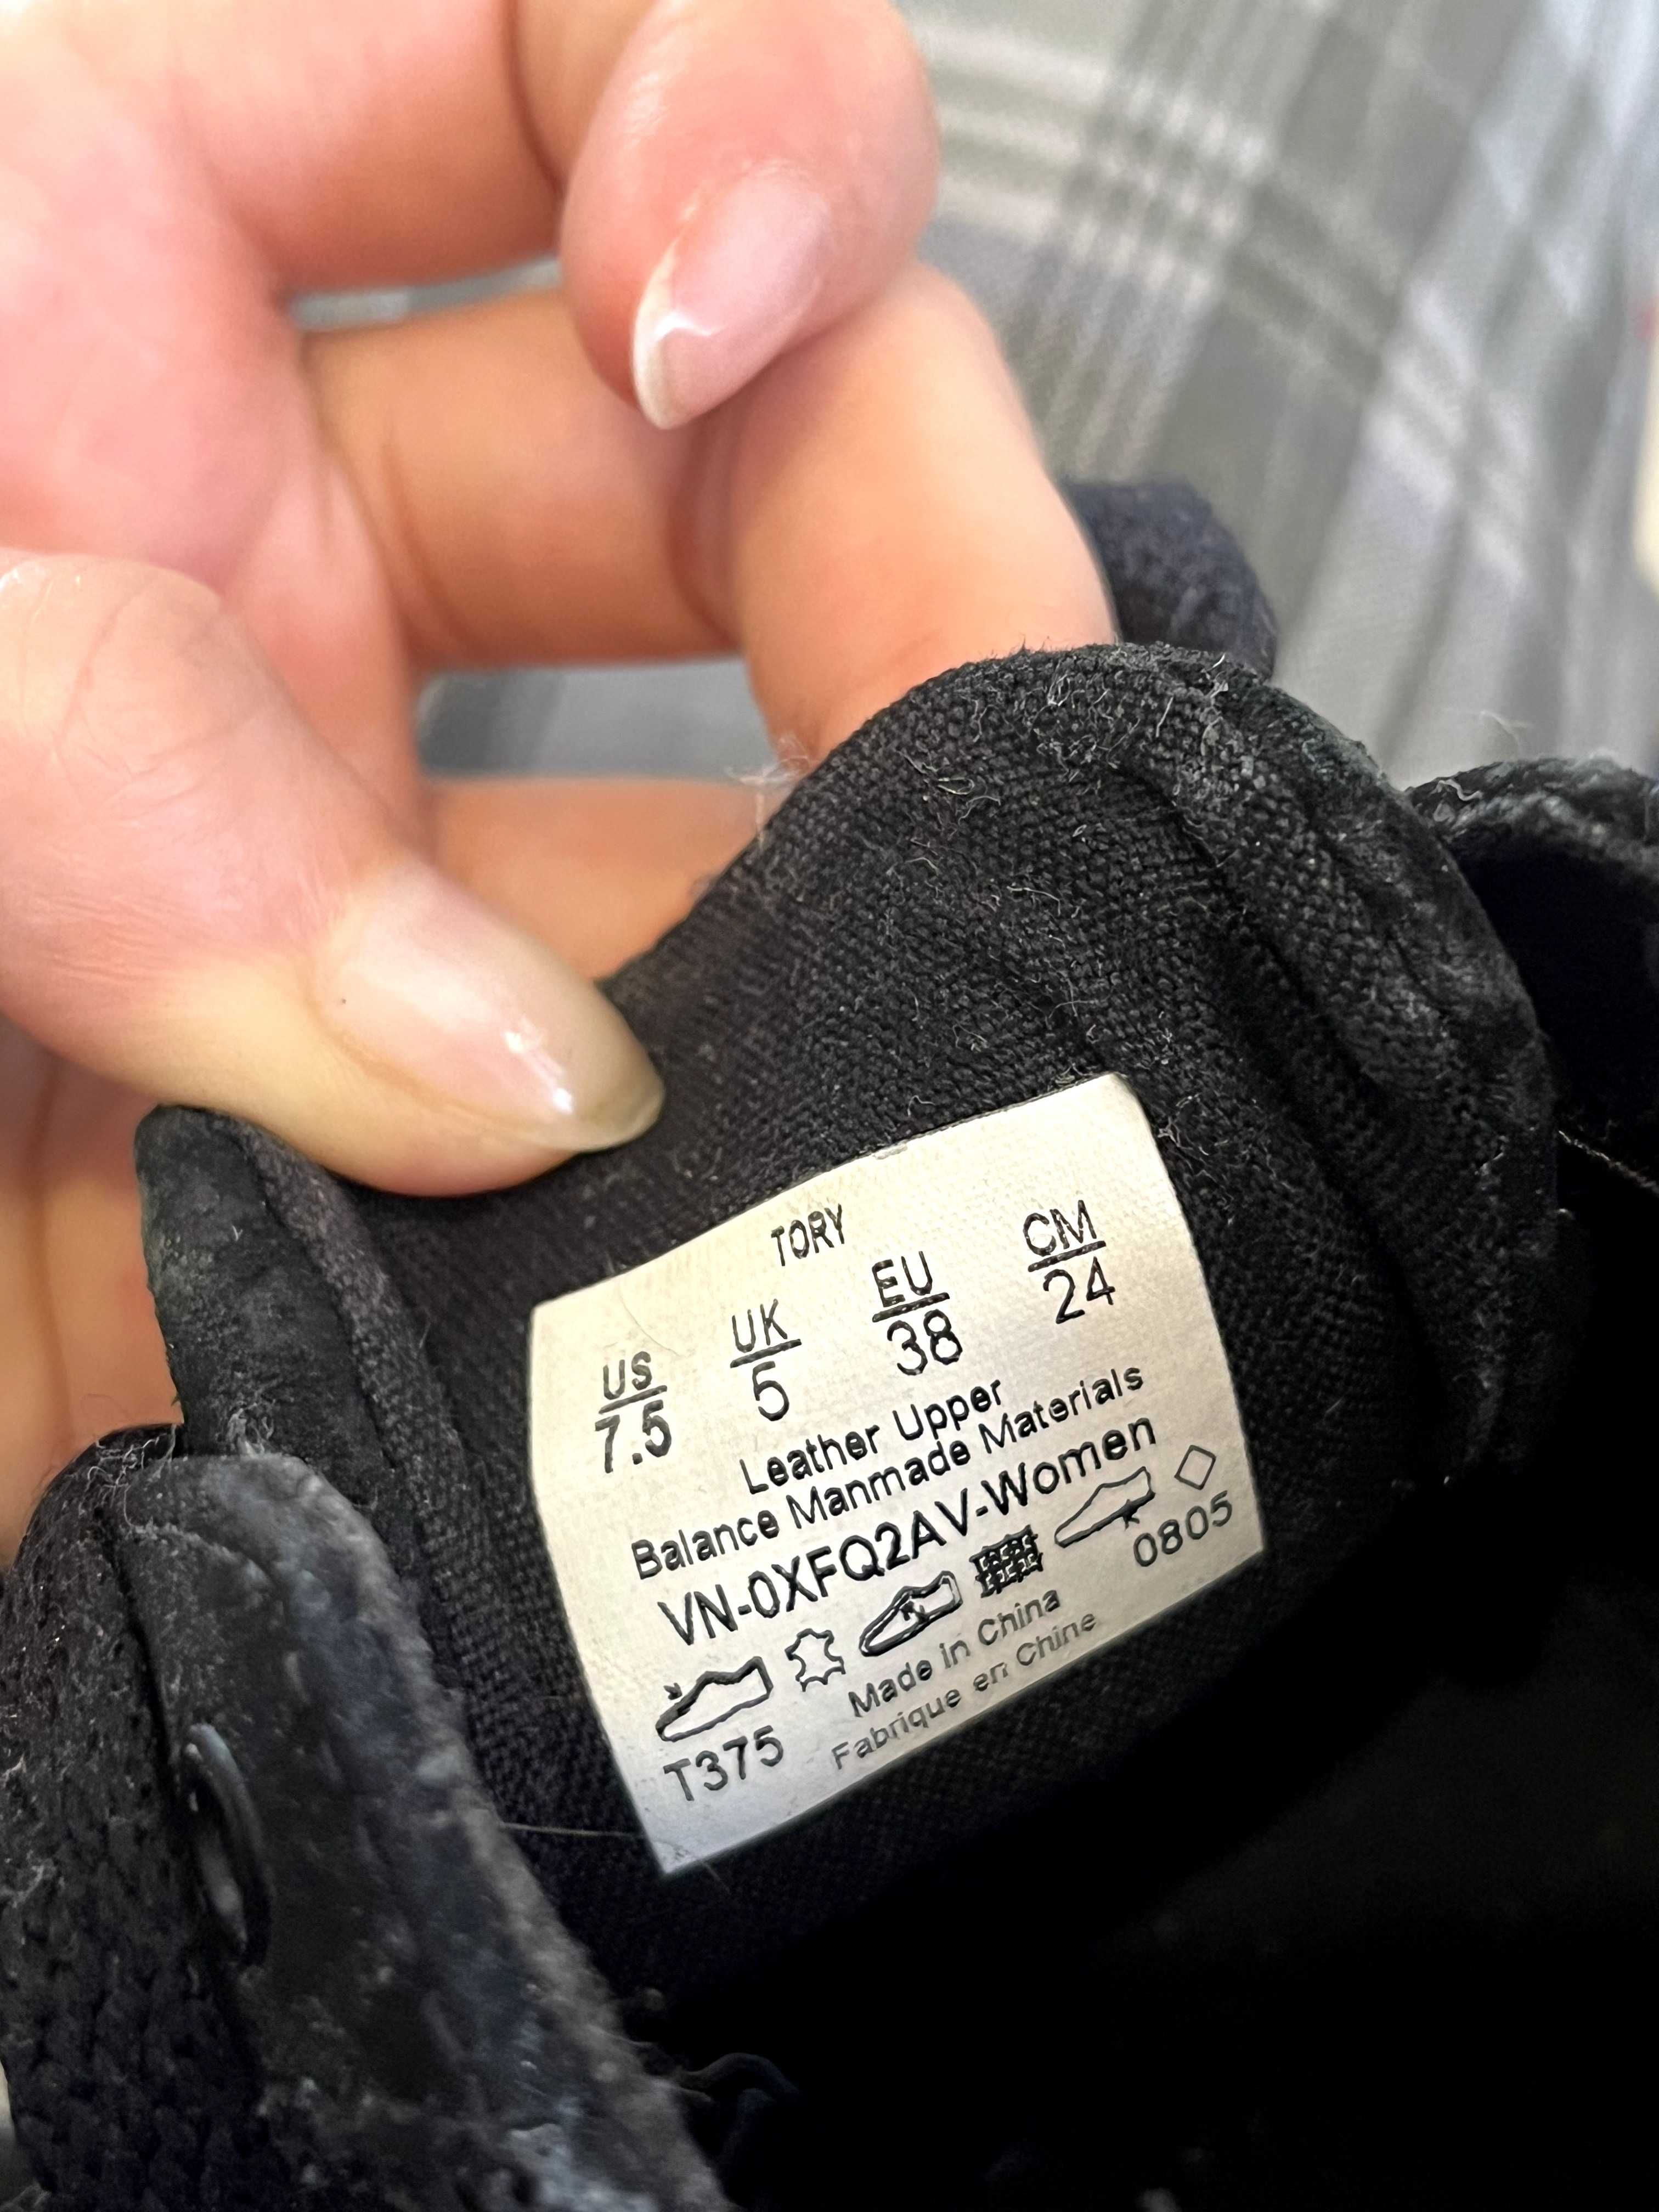 TORY
US UK EU CM
7.5 5 38 24
Leather Upper
Balance Manmade Materials
VN-0XFQ2AV-Women
T375 Made in China 0805
Fabrique en Chine